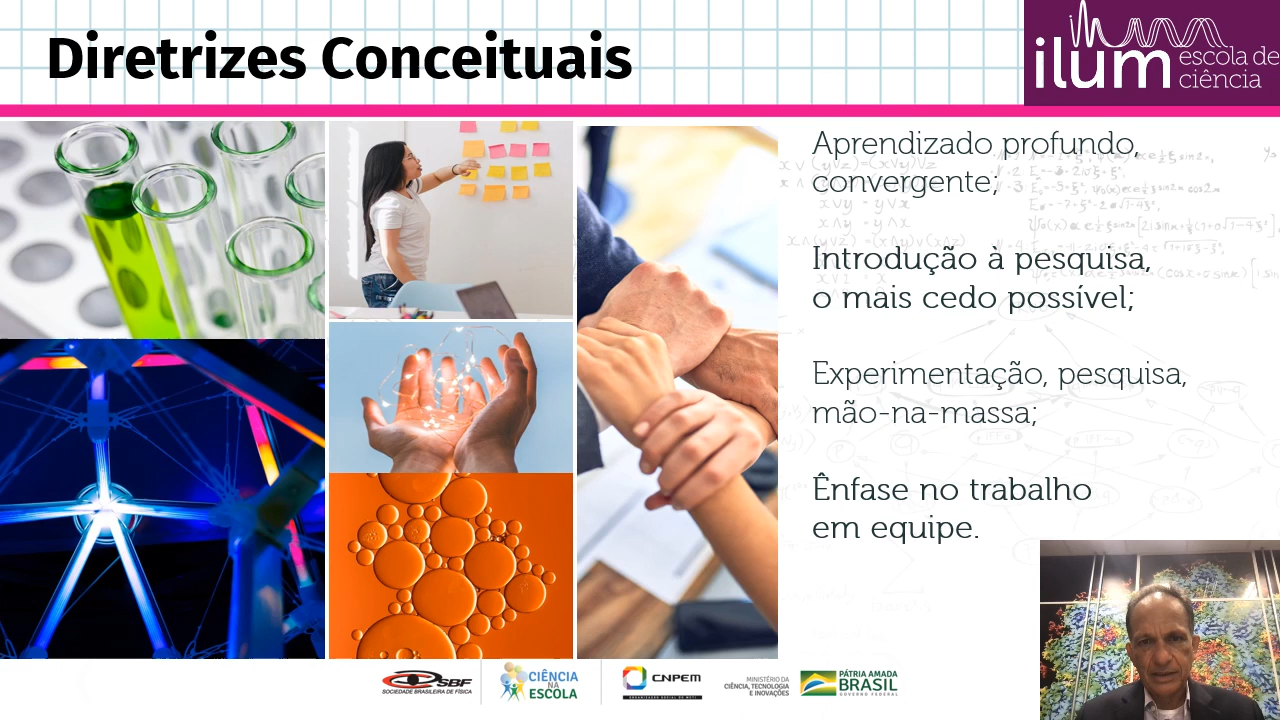 Diretrizes Conceituais
ilum escola de
ciência
Aprendizado profundo,
convergente;
Introdução à pesquisa,
o mais cedo possível;
Experimentação, pesquisa,
mão-na-massa;
Ênfase no trabalho
em equipe.
SBF
SOCIEDADE BRASILEIRA DE FÍSICA
CIÊNCIA
NA
ESCOLA
CNPEM
MINISTÉRIO DA
CIÊNCIA, TECNOLOGIA
E INOVAÇÕES
PÁTRIA AMADA
BRASIL
GOVERNO FEDERAL